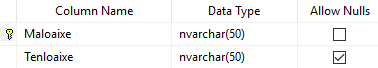 Column Name Data Type Allow Nulls
Maloaixe nvarchar(50)
Tenloaixe nvarchar(50)